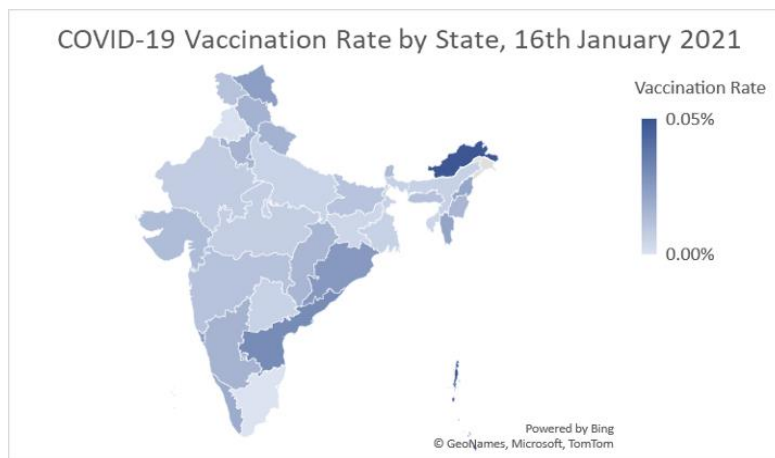 COVID-19 Vaccination Rate by State, 16th January 2021
Vaccination Rate
0.05%
0.00%
Powered by Bing
© GeoNames, Microsoft, TomTom